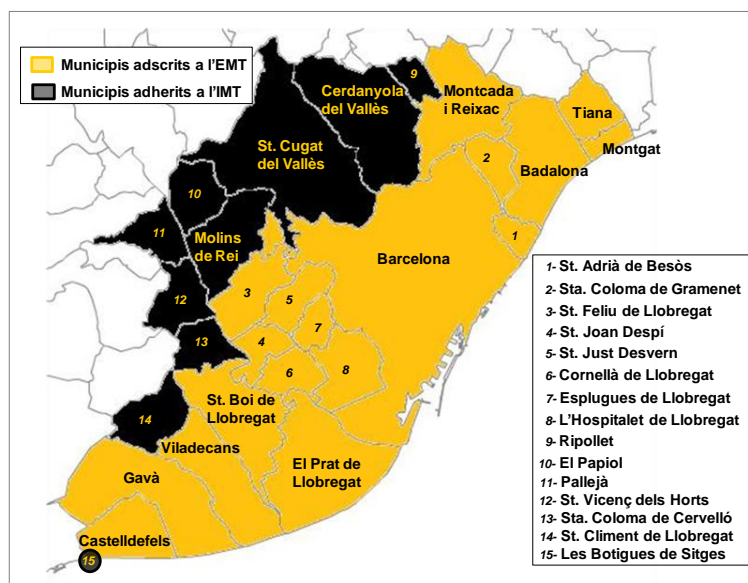 Municipis adscrits a l'EMT
Municipis adherits a l'IMT
9
Cerdanyola
del Vallès
Montcada
i Reixac
Tiana
St. Cugat
del Vallès
Montgat
2
Badalona
10
11
Molins
de Rei
1
Barcelona
12
3
5
7
13
4
6
8
14
St. Boi de
Llobregat
Viladecans
El Prat de
Llobregat
Gavà
Castelldefels
15
1- St. Adrià de Besòs
2- Sta. Coloma de Gramenet
3- St. Feliu de Llobregat
4- St. Joan Despí
5- St. Just Desvern
6- Cornellà de Llobregat
7- Esplugues de Llobregat
8- L'Hospitalet de Llobregat
9- Ripollet
10- El Papiol
11- Pallejà
12- St. Vicenç dels Horts
13- Sta. Coloma de Cervelló
14- St. Climent de Llobregat
15- Les Botigues de Sitges